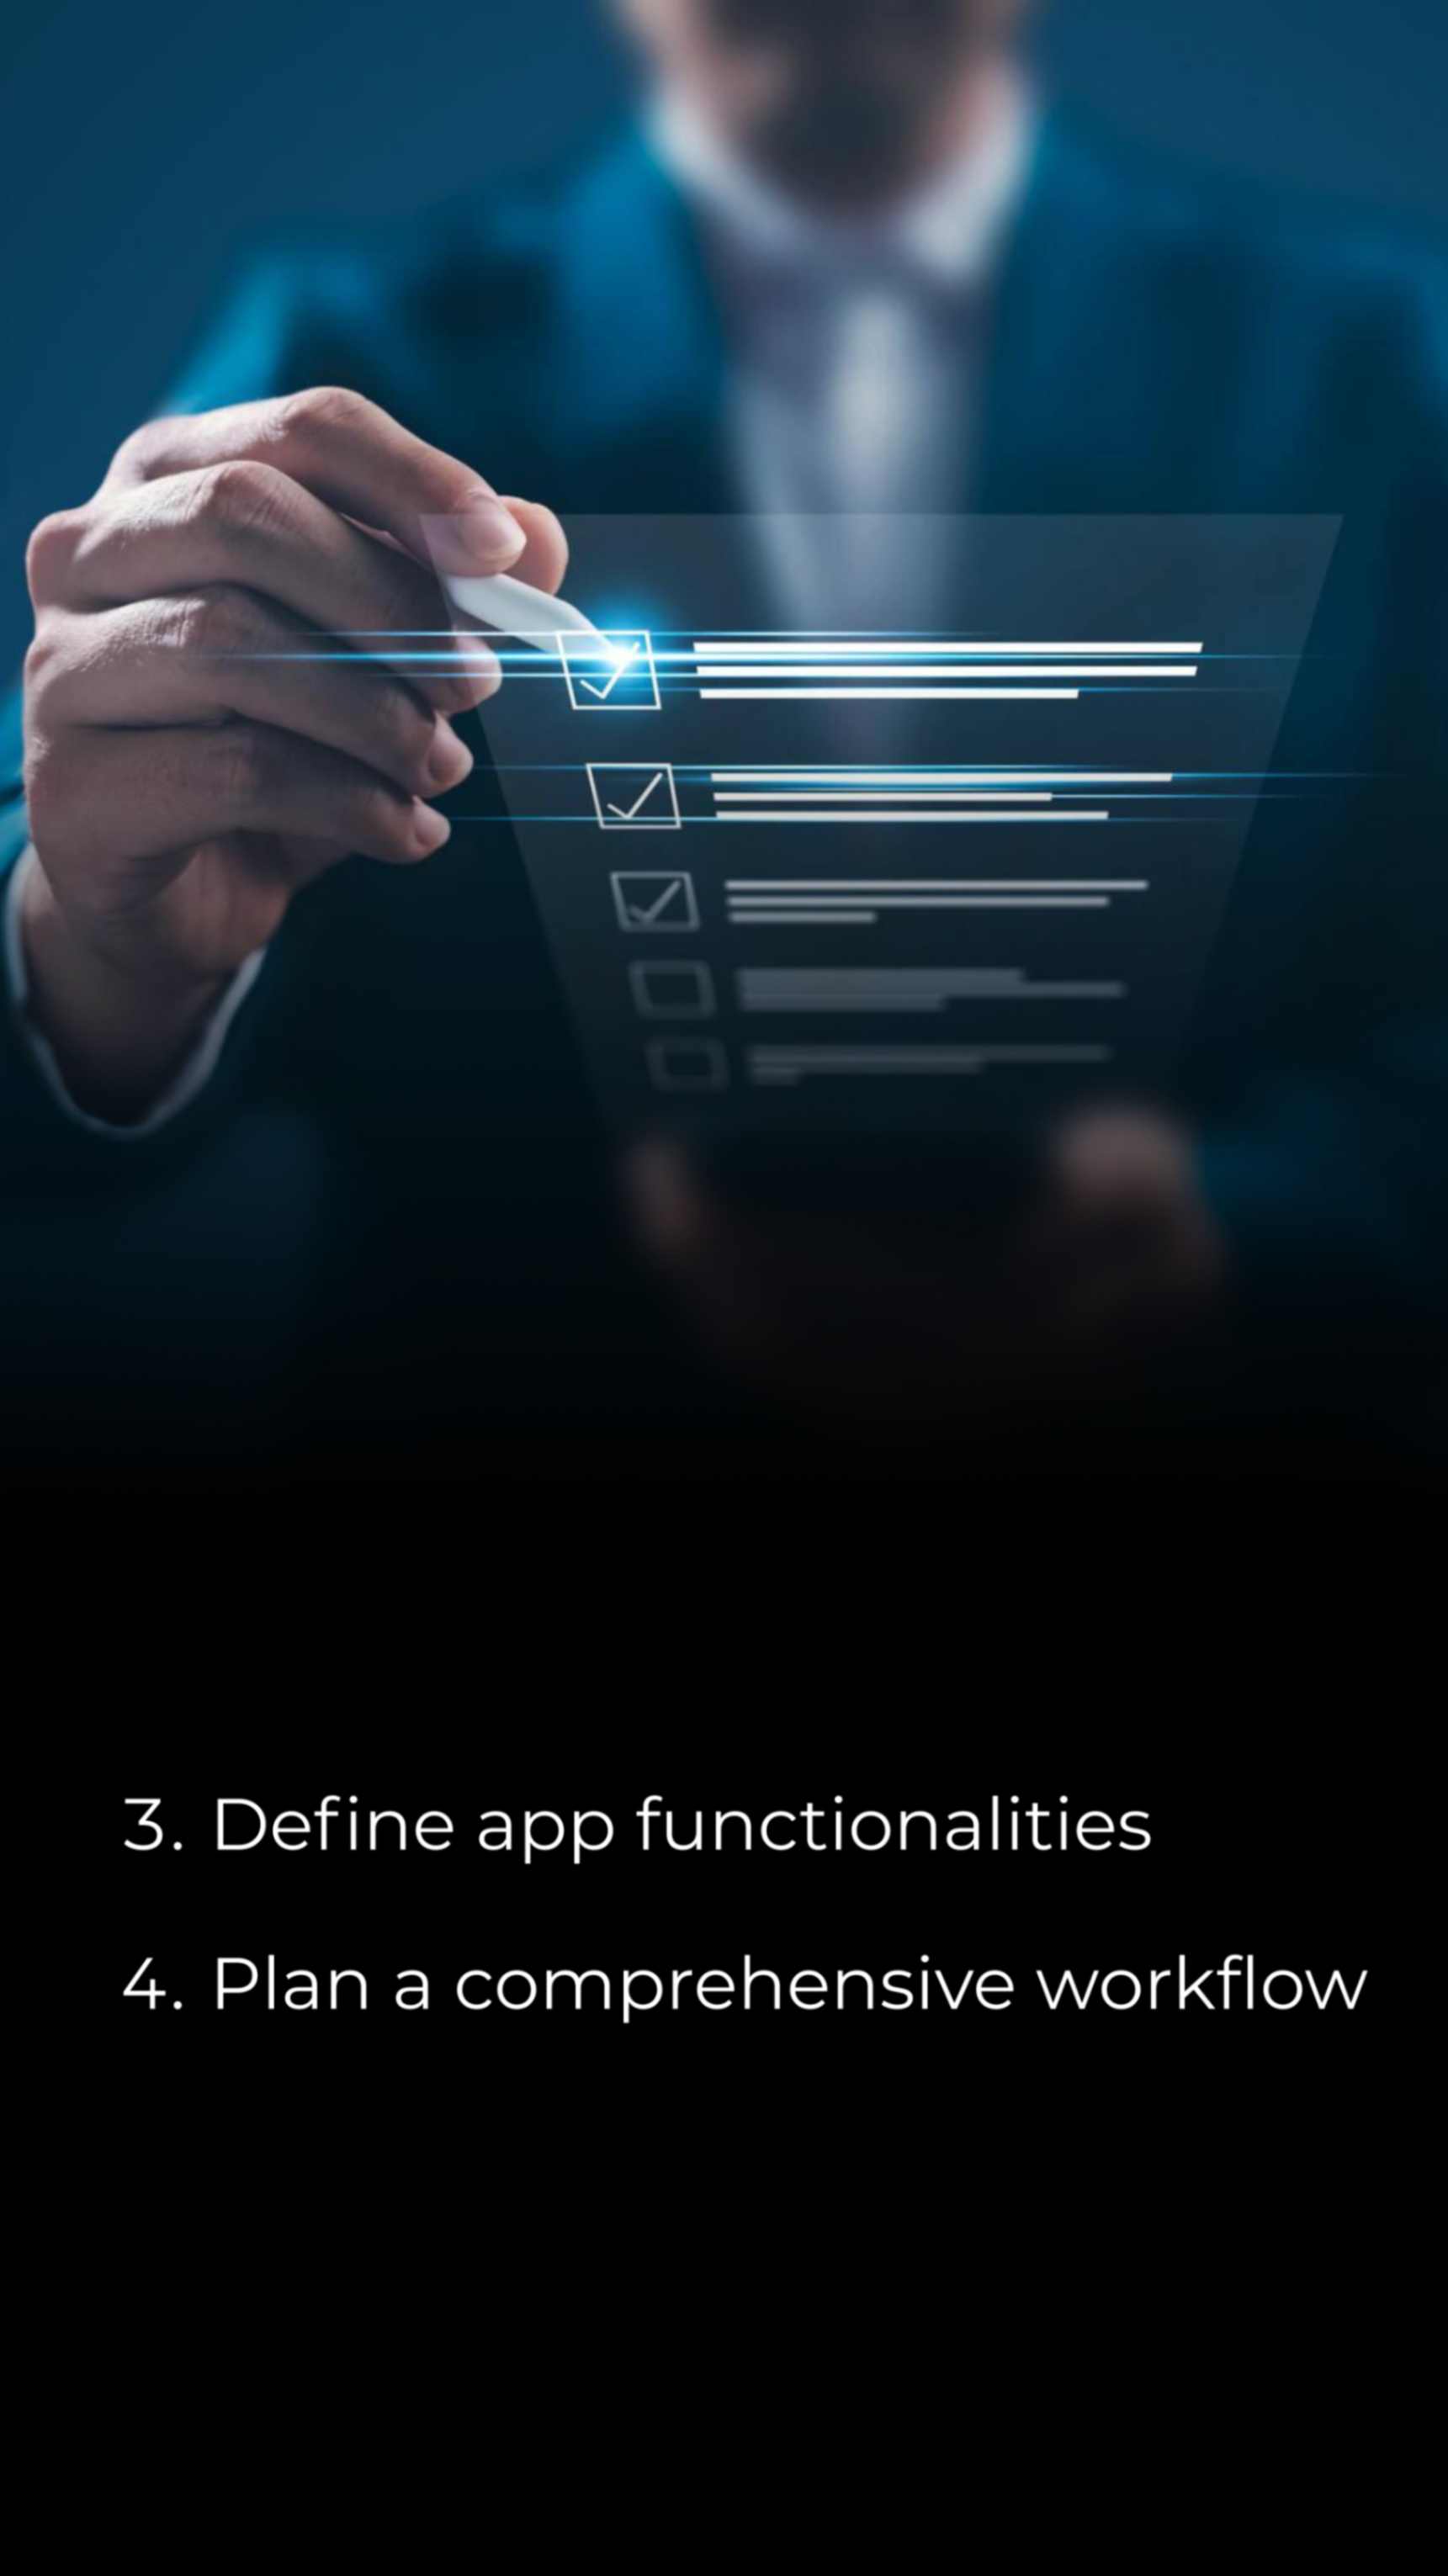 3. Define app functionalities
4. Plan a comprehensive workflow